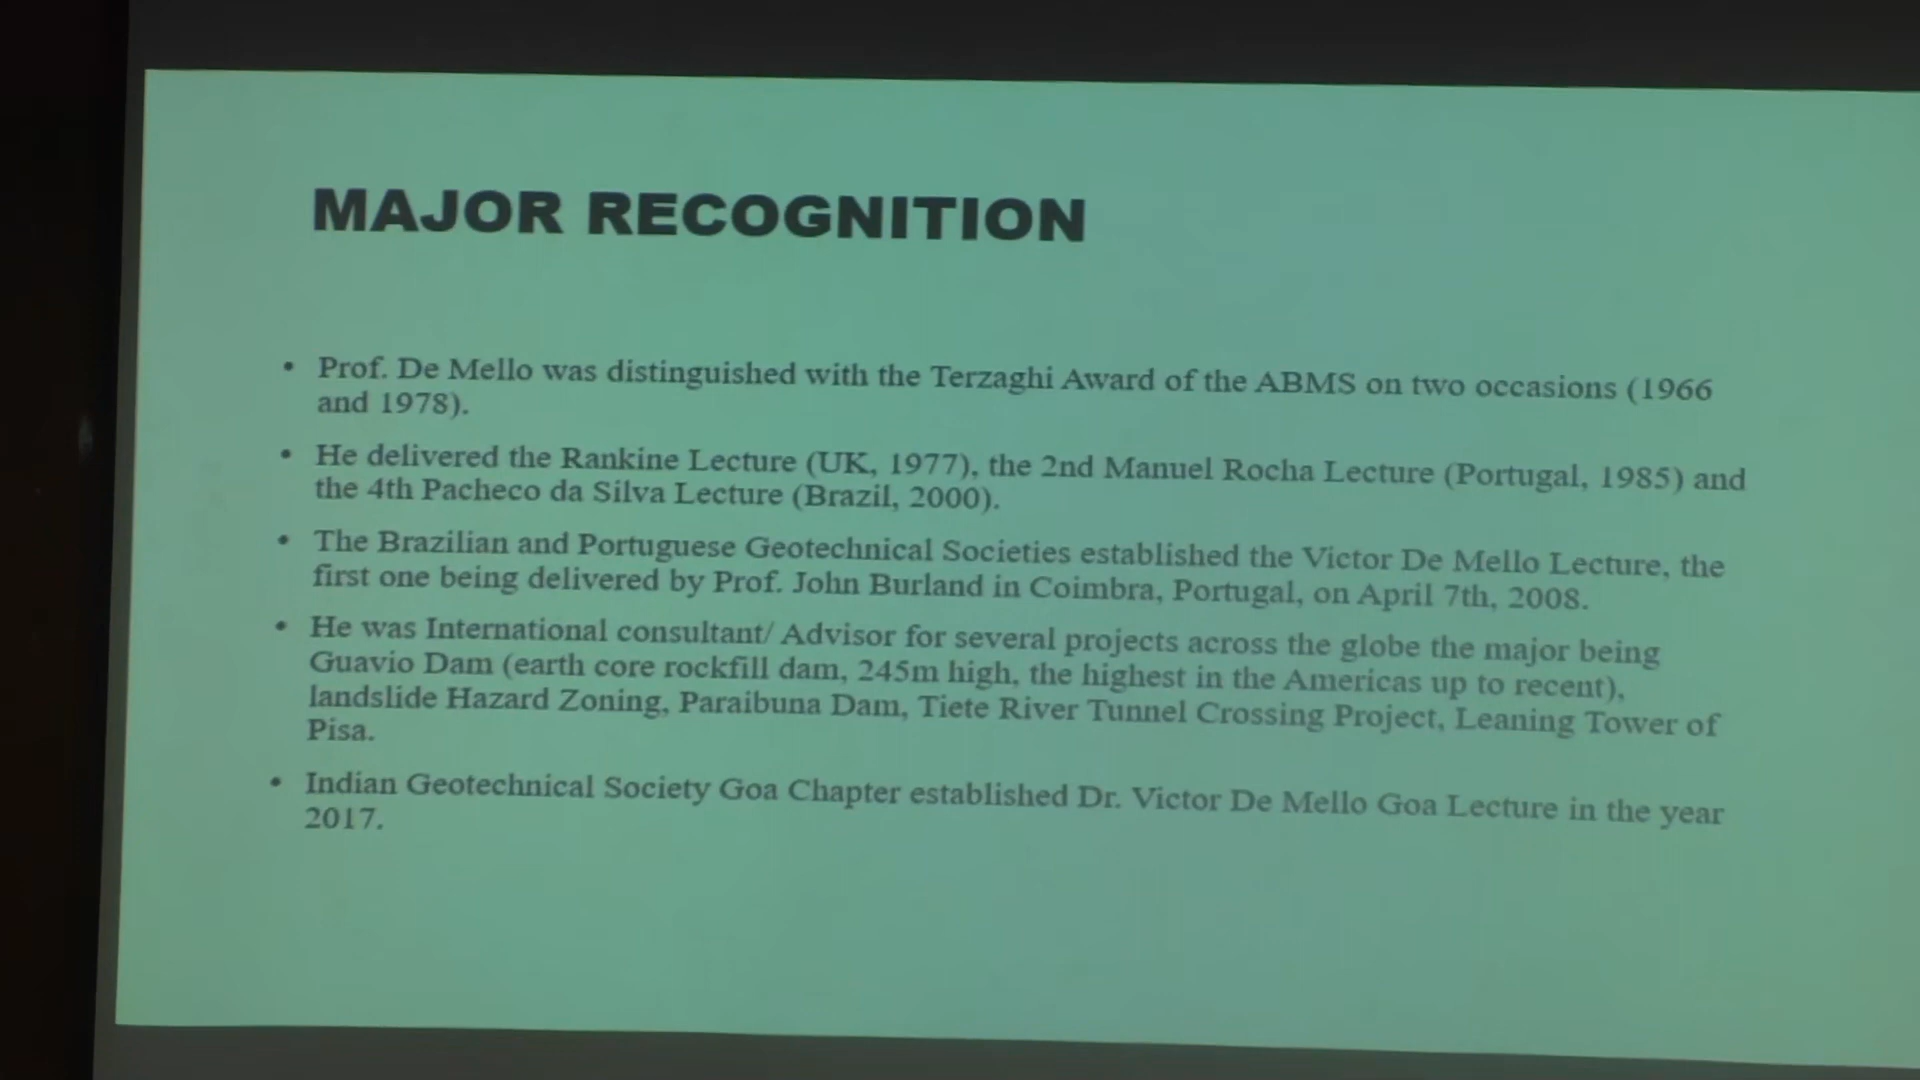 MAJOR RECOGNITION
• Prof. De Mello was distinguished with the Terzaghi Award of the ABMS on two occasions (1966
and 1978).
• He delivered the Rankine Lecture (UK, 1977), the 2nd Manuel Rocha Lecture (Portugal, 1985) and
the 4th Pacheco da Silva Lecture (Brazil, 2000).
• The Brazilian and Portuguese Geotechnical Societies established the Victor De Mello Lecture, the
first one being delivered by Prof. John Burland in Coimbra, Portugal, on April 7th, 2008.
• He was International consultant/ Advisor for several projects across the globe the major being
Guavio Dam (earth core rockfill dam, 245m high, the highest in the Americas up to recent),
landslide Hazard Zoning, Paraibuna Dam, Tiete River Tunnel Crossing Project, Leaning Tower of
Pisa.
• Indian Geotechnical Society Goa Chapter established Dr. Victor De Mello Goa Lecture in the year
2017.